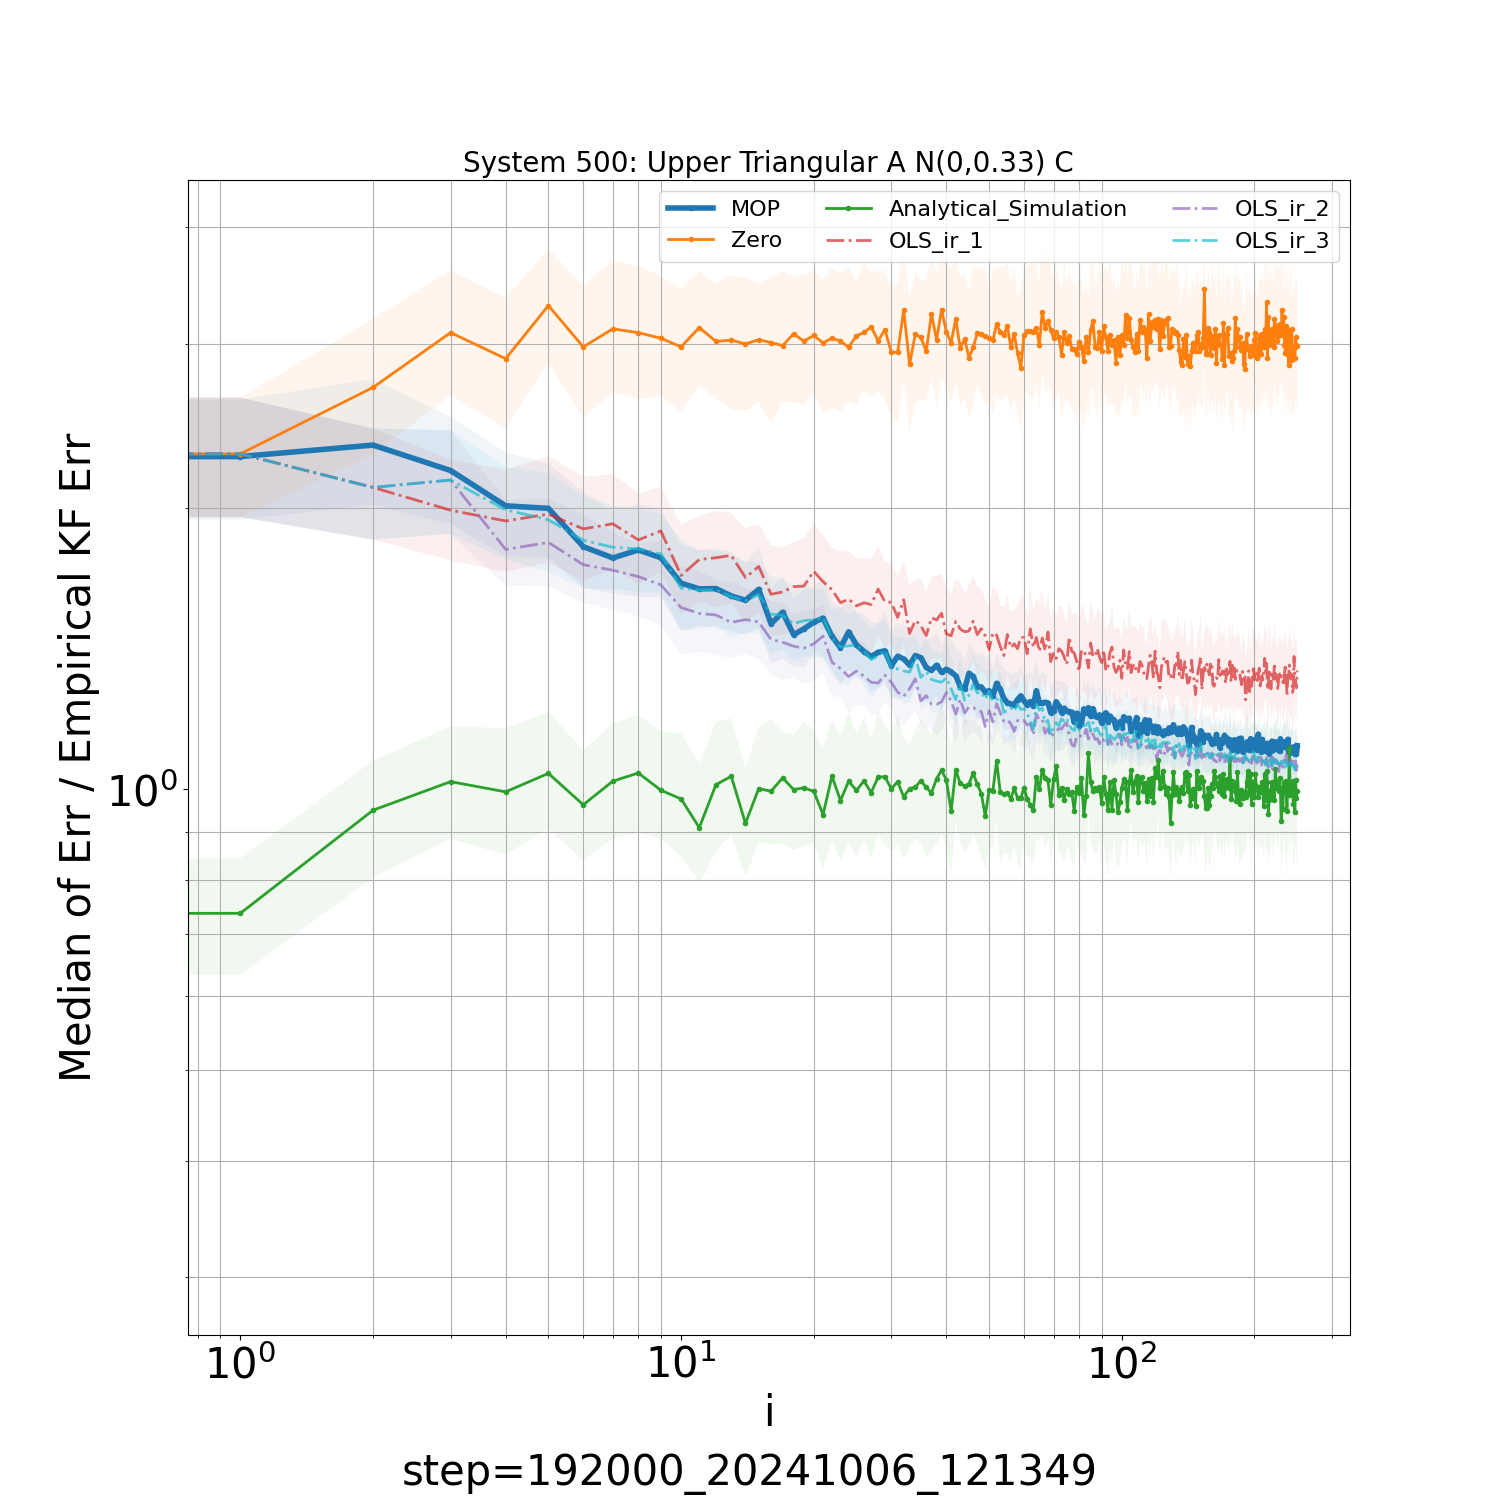 System 500: Upper Triangular A N(0,0.33) C
MOP
Zero
Analytical_Simulation
OLS_ir_1
OLS_ir_2
OLS_ir_3
Median of Err / Empirical KF Err
10⁰
10⁰
10¹
10²
i
step=192000_20241006_121349